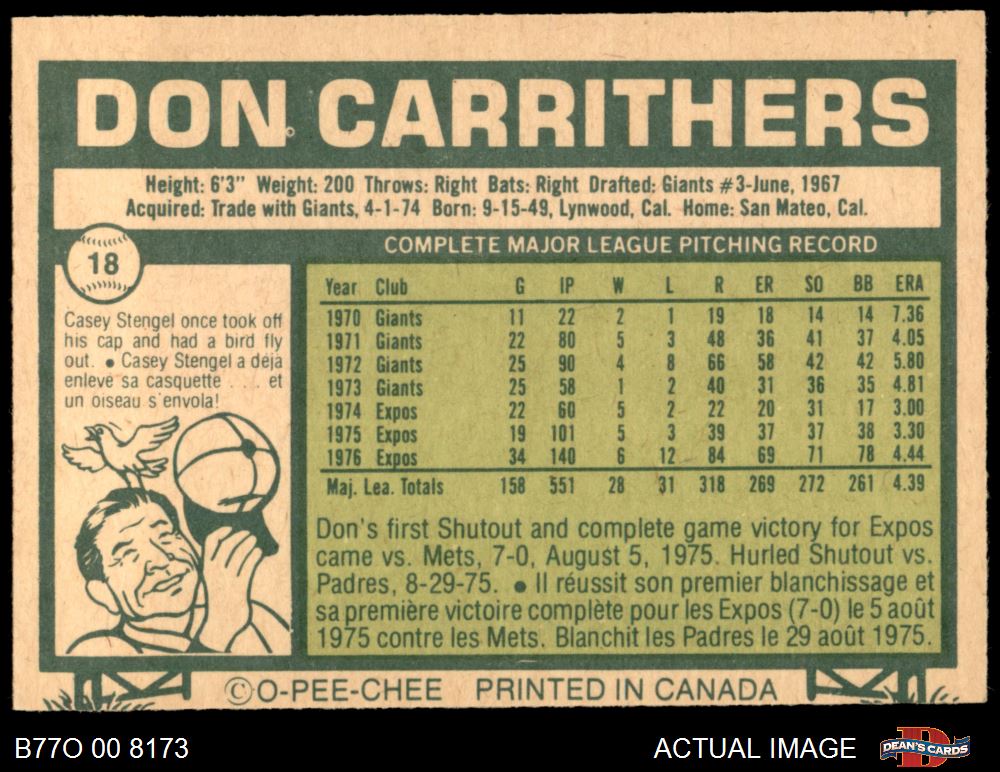 DON CARRITHERS
Height: 6'3" Weight: 200 Throws: Right Bats: Right Drafted: Giants #3-June, 1967
Acquired: Trade with Giants, 4-1-74 Born: 9-15-49, Lynwood, Cal. Home: San Mateo, Cal.
18
COMPLETE MAJOR LEAGUE PITCHING RECORD
Casey Stengel once took off
his cap and had a bird fly
out. ● Casey Stengel a déjà
enlevé sa casquette .... et
un oiseau s'envola!
Year Club G IP W L R ER SO BB ERA
1970 Giants 11 22 2 1 19 18 14 14 7.36
1971 Giants 22 80 5 3 48 36 41 37 4.05
1972 Giants 25 90 4 8 66 58 42 42 5.80
1973 Giants 25 58 1 2 40 31 36 35 4.81
1974 Expos 22 60 5 2 22 20 31 17 3.00
1975 Expos 19 101 5 3 39 37 37 38 3.30
1976 Expos 34 140 6 12 84 69 71 78 4.44
Maj. Lea. Totals 158 551 28 31 318 269 272 261 4.39
Don's first Shutout and complete game victory for Expos
came vs. Mets, 7-0, August 5, 1975. Hurled Shutout vs.
Padres, 8-29-75. ● Il réussit son premier blanchissage et
sa première victoire complète pour les Expos (7-0) le 5 août
1975 contre les Mets. Blanchit les Padres le 29 août 1975.
©O-PEE-CHEE PRINTED IN CANADA
B77O 00 8173
ACTUAL IMAGE
DEAN'S CARDS